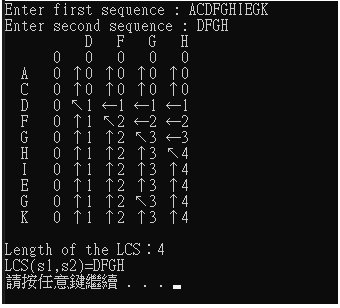 Enter first sequence : ACDFGHIEGK
Enter second sequence : DFGH
D F G H
0 0 0 0 0
A 0 ↑0 ↑0 ↑0 ↑0
C 0 ↑0 ↑0 ↑0 ↑0
D 0 ↖1 ←1 ←1 ←1
F 0 ↑1 ↖2 ←2 ←2
G 0 ↑1 ↑2 ↖3 ←3
H 0 ↑1 ↑2 ↑3 ↖4
I 0 ↑1 ↑2 ↑3 ↑4
E 0 ↑1 ↑2 ↑3 ↑4
G 0 ↑1 ↑2 ↖3 ↑4
K 0 ↑1 ↑2 ↑3 ↑4
Length of the LCS：4
LCS(s1,s2)=DFGH
請按任意鍵繼續 . . .